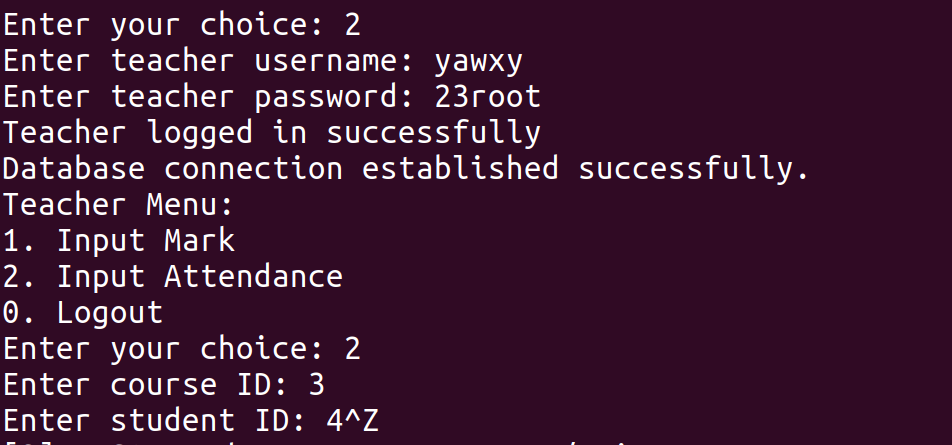 Enter your choice: 2
Enter teacher username: yawxy
Enter teacher password: 23root
Teacher logged in successfully
Database connection established successfully.
Teacher Menu:
1. Input Mark
2. Input Attendance
0. Logout
Enter your choice: 2
Enter course ID: 3
Enter student ID: 4^Z